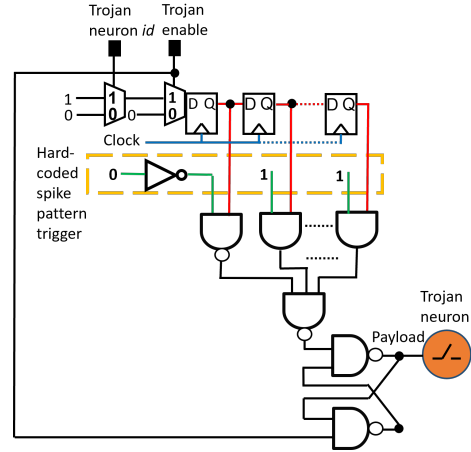 Trojan
neuron id
Trojan
enable
1
0
1
0
0
1
0
D Q
D Q
D Q
Clock
Hard-
coded
spike
pattern
trigger
0
1
1
Payload
Trojan
neuron